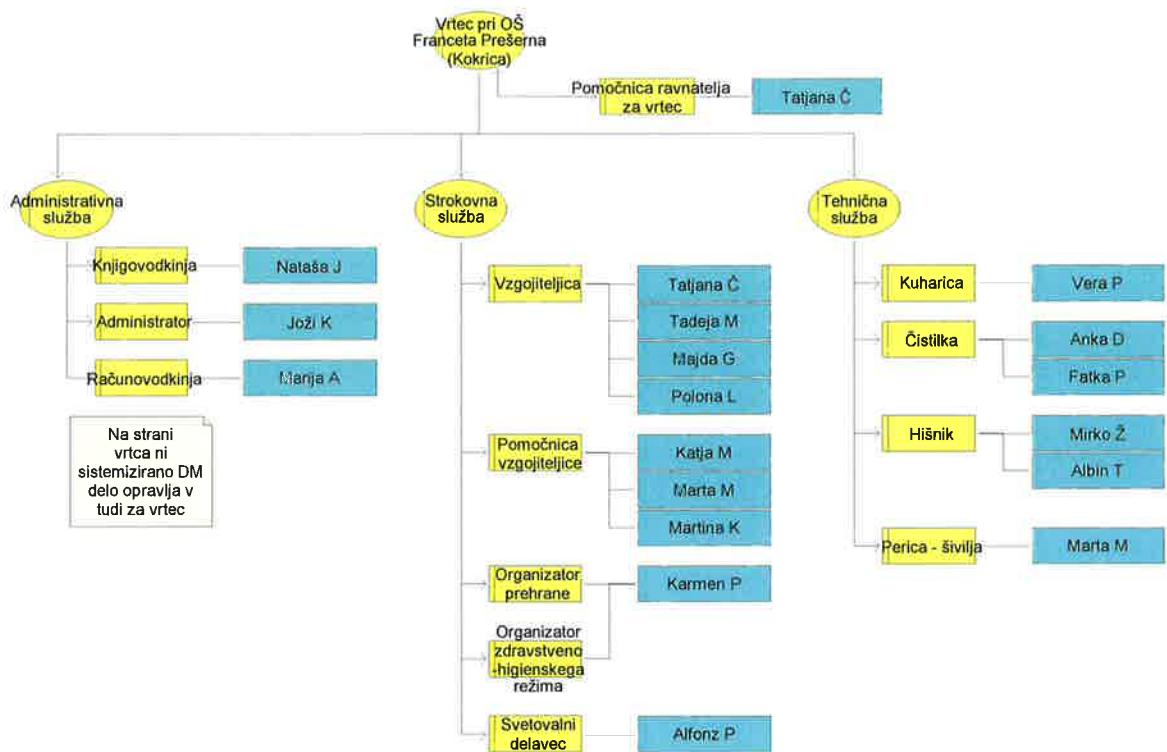 Vrtec pri OŠ
Franceta Prešerna
(Kokrica)
Pomočnica ravnatelja
za vrtec
Tatjana Č
Administrativna
služba
Knjigovodkinja
Nataša J
Administrator
Joži K
Računovodkinja
Marija A
Na strani
vrtca ni
sistemizirano DM
delo opravlja v
tudi za vrtec
Strokovna
služba
Vzgojiteljica
Tatjana Č
Tadeja M
Majda G
Polona L
Pomočnica
vzgojiteljice
Katja M
Marta M
Martina K
Organizator
prehrane
Karmen P
Organizator
zdravstveno
-higienskega
režima
Svetovalni
delavec
Alfonz P
Tehnična
služba
Kuharica
Vera P
Čistilka
Anka D
Fatka P
Hišnik
Mirko Ž
Albin T
Perica - šivilja
Marta M